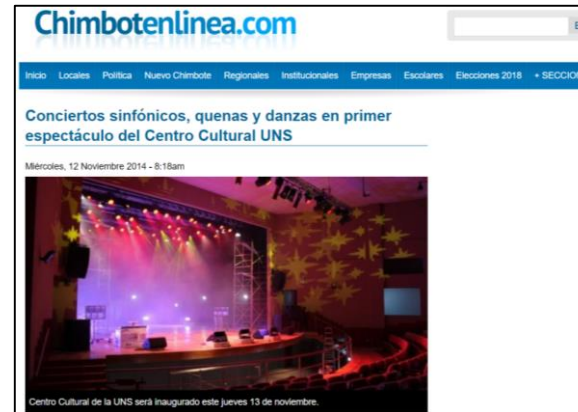 Chimbotenlinea.com
Inicio Locales Política Nuevo Chimbote Regionales Institucionales Empresas Escolares Elecciones 2018 + SECCION
Conciertos sinfónicos, quenas y danzas en primer
espectáculo del Centro Cultural UNS
Miércoles, 12 Noviembre 2014 - 8:18am
Centro Cultural de la UNS será inaugurado este jueves 13 de noviembre.